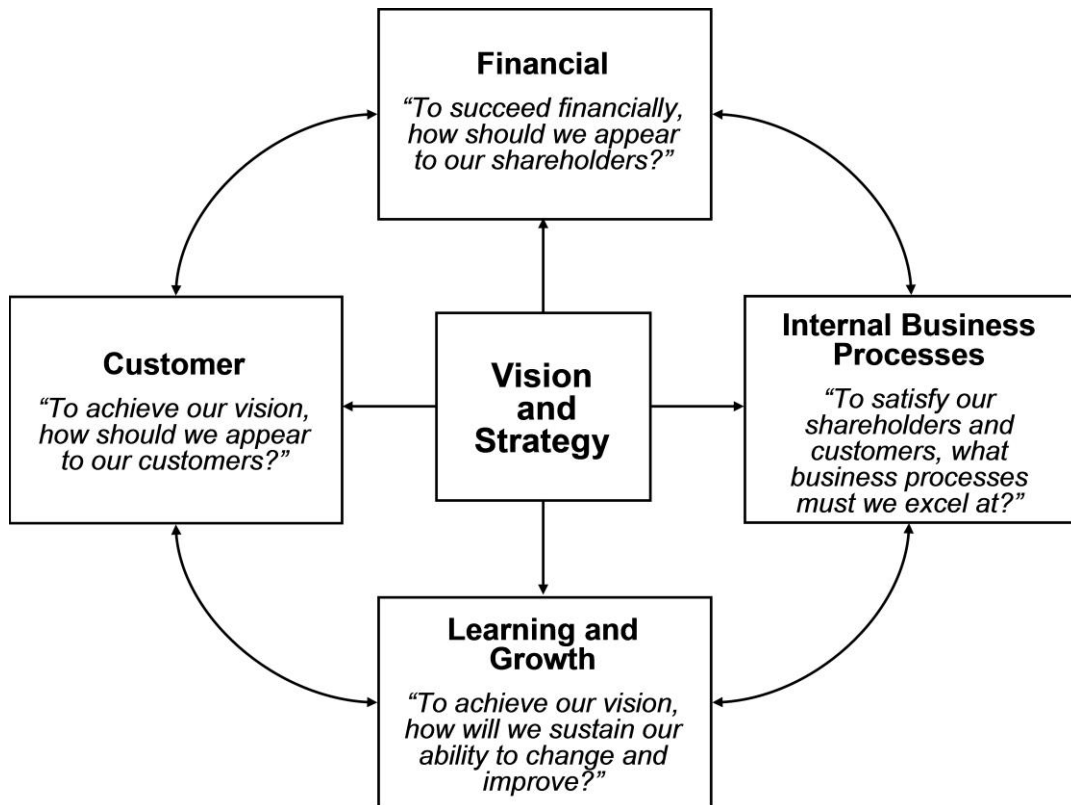 Financial
“To succeed financially,
how should we appear
to our shareholders?”
Customer
“To achieve our vision,
how should we appear
to our customers?”
Vision
and
Strategy
Internal Business
Processes
“To satisfy our
shareholders and
customers, what
business processes
must we excel at?”
Learning and
Growth
“To achieve our vision,
how will we sustain our
ability to change and
improve?”